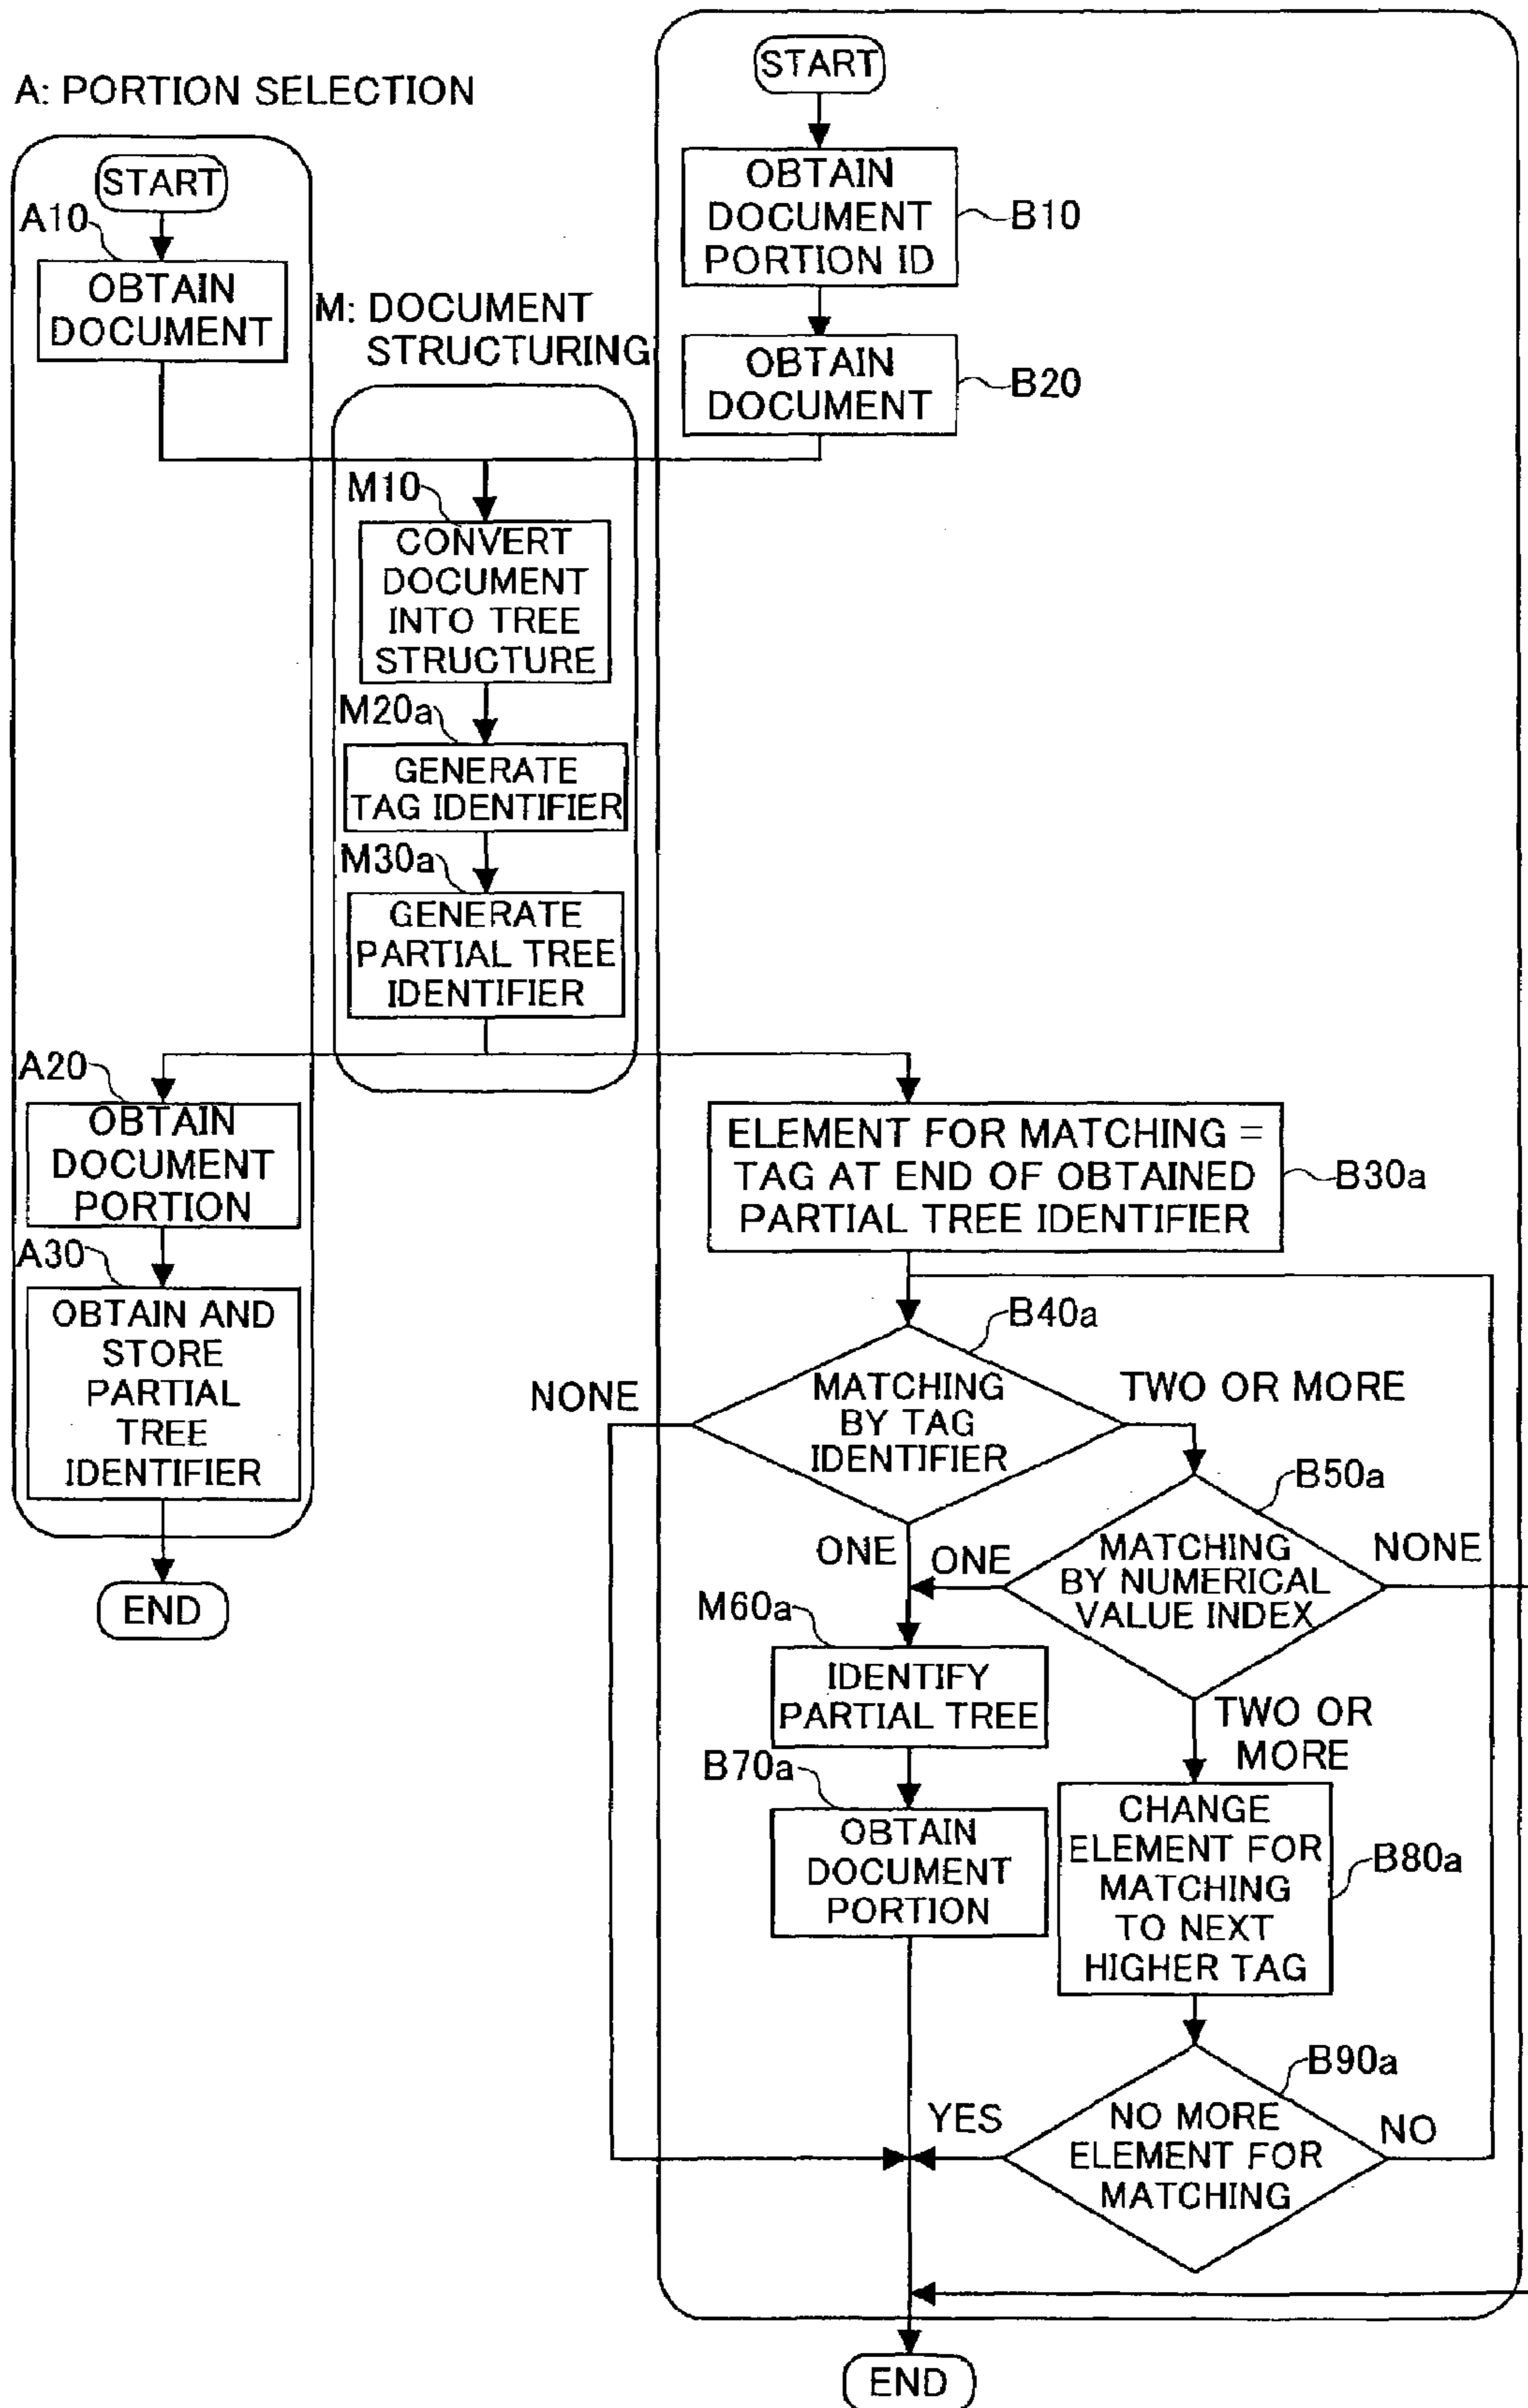 A: PORTION SELECTION
START
A10
OBTAIN
DOCUMENT
M: DOCUMENT
STRUCTURING
START
OBTAIN
DOCUMENT
PORTION ID
B10
OBTAIN
DOCUMENT
B20
M10
CONVERT
DOCUMENT
INTO TREE
STRUCTURE
M20a
GENERATE
TAG IDENTIFIER
M30a
GENERATE
PARTIAL TREE
IDENTIFIER
A20
OBTAIN
DOCUMENT
PORTION
A30
OBTAIN AND
STORE
PARTIAL
TREE
IDENTIFIER
END
ELEMENT FOR MATCHING =
TAG AT END OF OBTAINED
PARTIAL TREE IDENTIFIER
B30a
B40a
NONE
MATCHING
BY TAG
IDENTIFIER
TWO OR MORE
B50a
ONE
ONE
MATCHING
BY NUMERICAL
VALUE INDEX
NONE
M60a
IDENTIFY
PARTIAL TREE
TWO OR
MORE
B70a
OBTAIN
DOCUMENT
PORTION
CHANGE
ELEMENT FOR
MATCHING
TO NEXT
HIGHER TAG
B80a
B90a
YES
NO MORE
ELEMENT FOR
MATCHING
NO
END